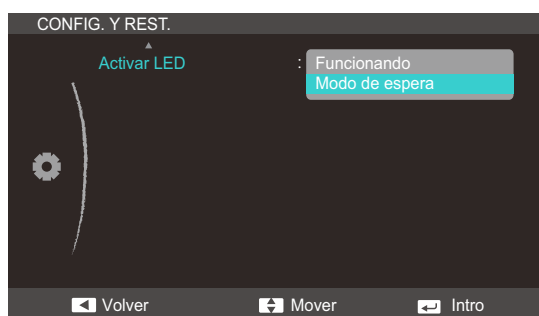 CONFIG. Y REST.
Activar LED : Funcionando
Modo de espera
Volver Mover Intro